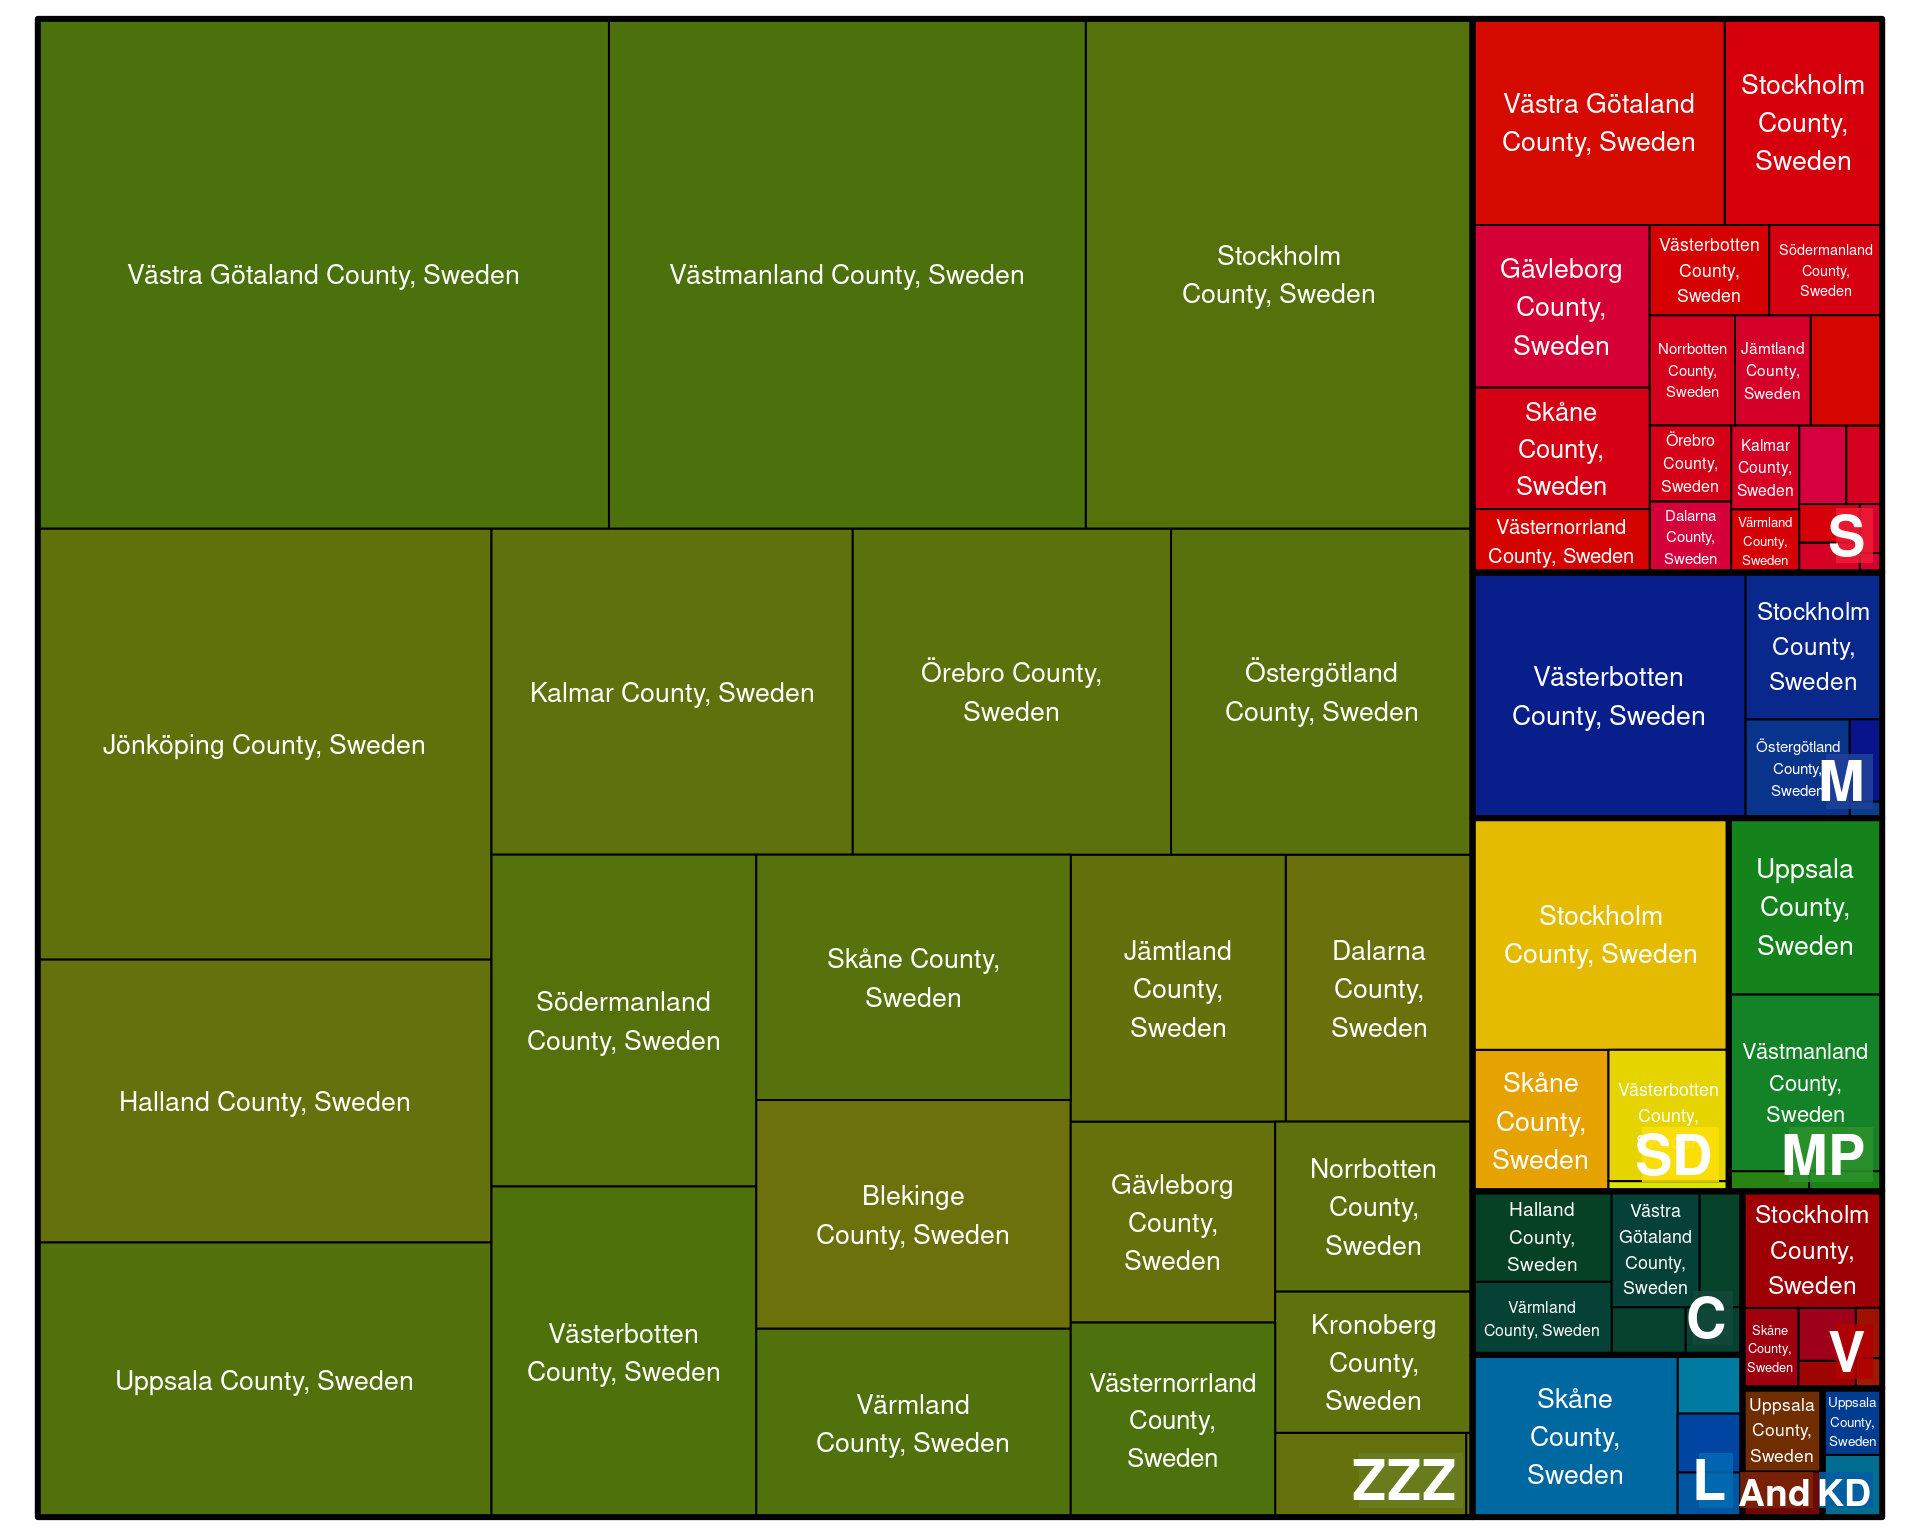 Västra Götaland County, Sweden
Västmanland County, Sweden
Stockholm
County, Sweden
Jönköping County, Sweden
Kalmar County, Sweden
Örebro County,
Sweden
Östergötland
County, Sweden
Halland County, Sweden
Uppsala County, Sweden
Södermanland
County, Sweden
Västerbotten
County, Sweden
Skåne County,
Sweden
Blekinge
County, Sweden
Värmland
County, Sweden
Jämtland
County,
Sweden
Dalarna
County,
Sweden
Gävleborg
County,
Sweden
Västernorrland
County,
Sweden
Norrbotten
County,
Sweden
Kronoberg
County,
Sweden
ZZZ
Västra Götaland
County, Sweden
Stockholm
County,
Sweden
Gävleborg
County,
Sweden
Skåne
County,
Sweden
Västernorrland
County, Sweden
Västerbotten
County,
Sweden
Södermanland
County,
Sweden
Norrbotten
County,
Sweden
Jämtland
County,
Sweden
Örebro
County,
Sweden
Kalmar
County,
Sweden
Dalarna
County,
Sweden
Värmland
County,
Sweden
S
Västerbotten
County, Sweden
Stockholm
County,
Sweden
Östergötland
County,
Sweden
M
Stockholm
County, Sweden
Skåne
County,
Sweden
Västerbotten
County,
SD
Uppsala
County,
Sweden
Västmanland
County,
Sweden
MP
Halland
County,
Sweden
Värmland
County, Sweden
Västra
Götaland
County,
Sweden
C
Stockholm
County,
Sweden
Skåne
County,
Sweden
V
Skåne
County,
Sweden
L
Uppsala
County,
Sweden
And
Uppsala
County,
Sweden
KD